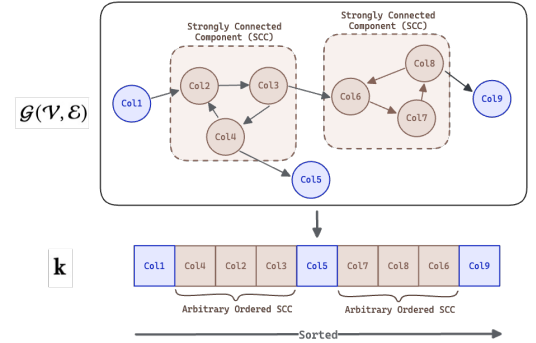 Strongly Connected
Component (SCC)
Strongly Connected
Component (SCC)
Col1
Col2
Col3
Col4
Col5
Col6
Col8
Col7
Col9
𝒢(𝒱, ℰ)
k
Col1 Col4 Col2 Col3 Col5 Col7 Col8 Col6 Col9
Arbitrary Ordered SCC
Arbitrary Ordered SCC
Sorted